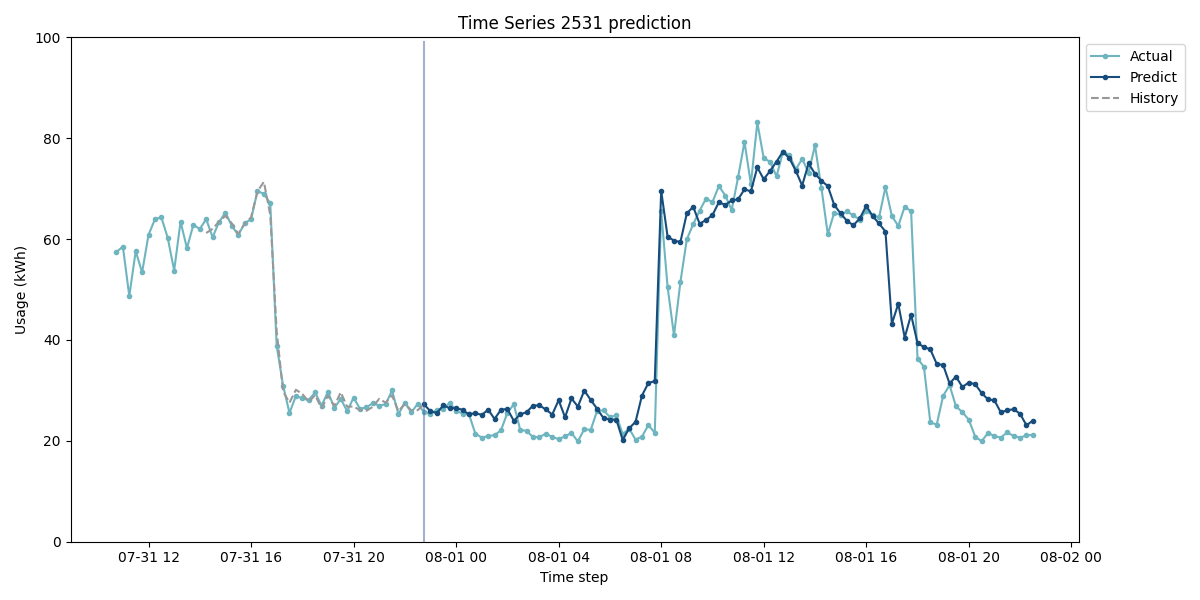 Time Series 2531 prediction
Usage (kWh)
100
80
60
40
20
0
07-31 12
07-31 16
07-31 20
08-01 00
08-01 04
08-01 08
08-01 12
08-01 16
08-01 20
08-02 00
Time step
Actual
Predict
History